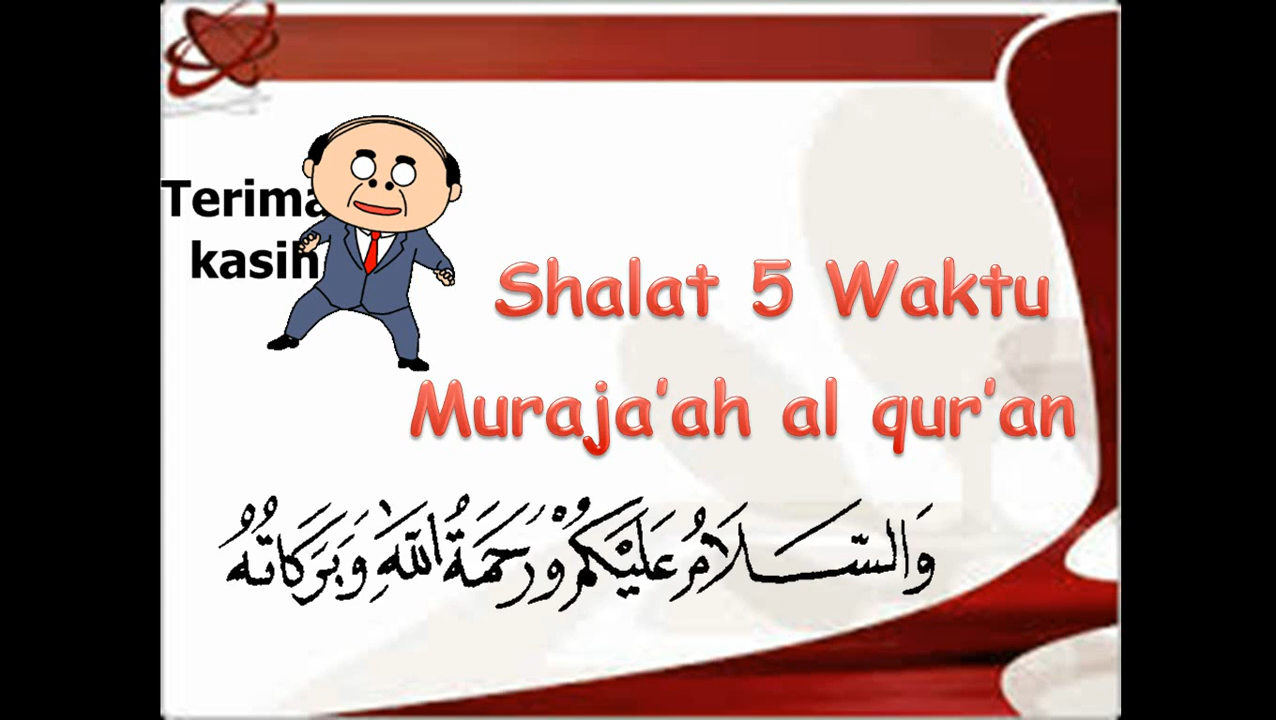 Terima
kasih
Shalat 5 Waktu
Muraja’ah al qur’an
وَالسَّلَامُ عَلَيْكُمْ وَرَحْمَةُ اللهِ وَبَرَكَاتُهُ